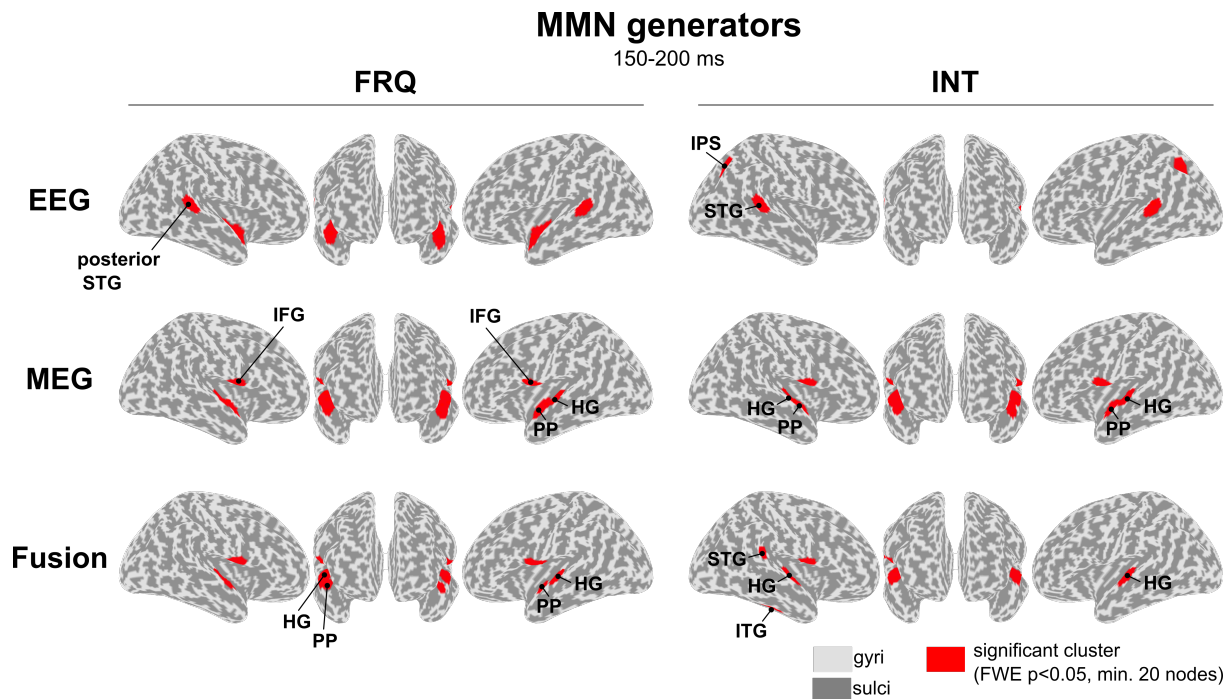 MMN generators
150-200 ms
FRQ
INT
EEG
posterior
STG
IPS
STG
MEG
IFG
IFG
HG
PP
HG
PP
HG
PP
Fusion
HG
PP
HG
PP
STG
HG
ITG
HG
gyri
sulci
significant cluster
(FWE p<0.05, min. 20 nodes)